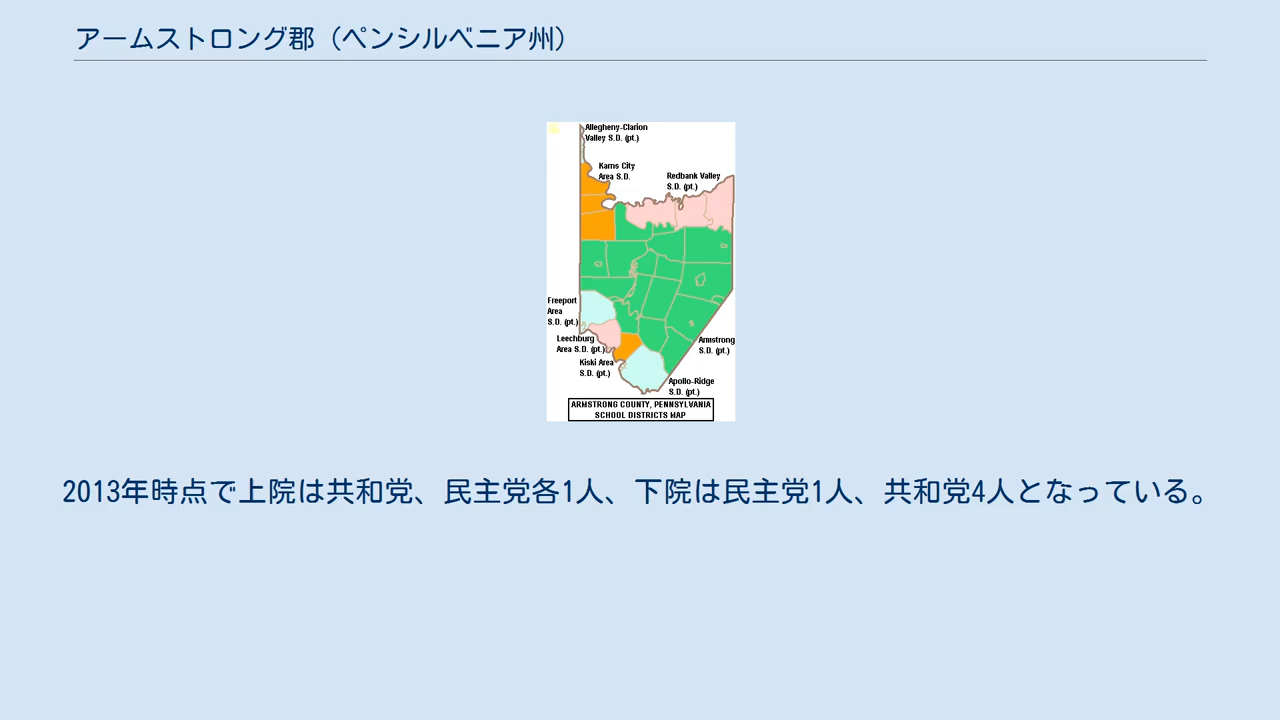 アームストロング郡（ペンシルベニア州）
Allegheny-Clarion
Valley S.D. (pt.)
Karns City
Area S.D.
Redbank Valley
S.D. (pt.)
Freeport
Area
S.D. (pt.)
Leechburg
Area S.D. (pt.)
Kiski Area
S.D. (pt.)
Armstrong
S.D. (pt.)
Apollo-Ridge
S.D. (pt.)
ARMSTRONG COUNTY, PENNSYLVANIA
SCHOOL DISTRICTS MAP
2013年時点で上院は共和党、民主党各1人、下院は民主党1人、共和党4人となっている。